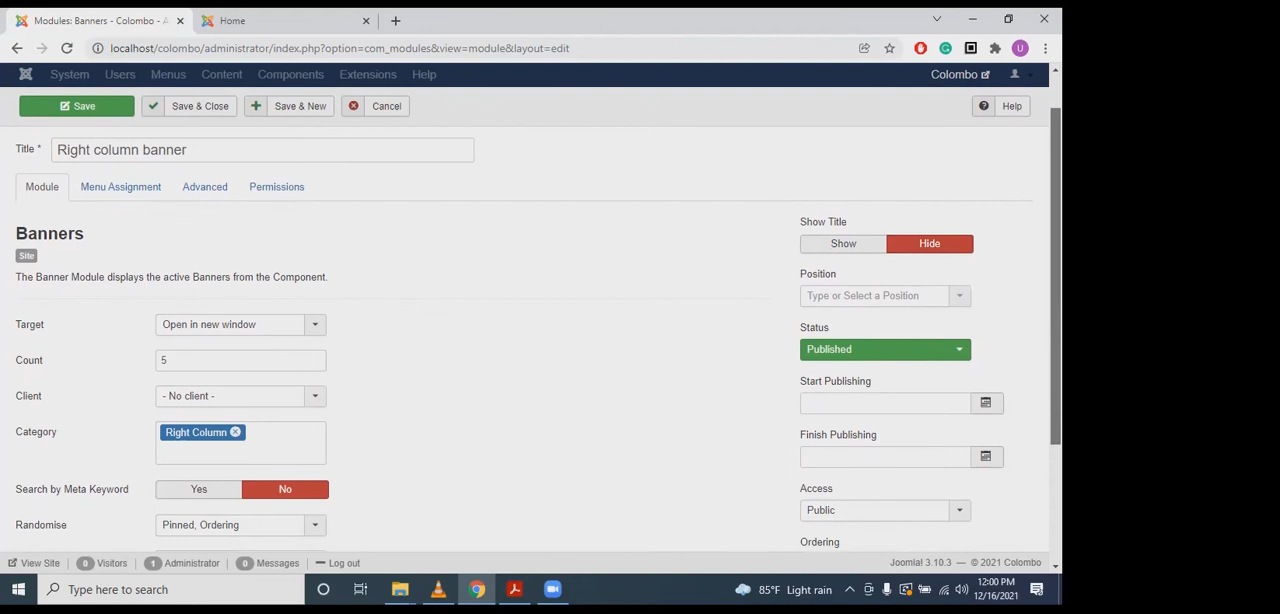 Modules: Banners - Colombo - A
Home
localhost/colombo/administrator/index.php?option=com_modules&view=module&layout=edit
U
System Users Menus Content Components Extensions Help
Colombo
Save
Save & Close
Save & New
Cancel
Help
Title * Right column banner
Module Menu Assignment Advanced Permissions
Show Title
Show Hide
Banners
Site
The Banner Module displays the active Banners from the Component.
Position
Type or Select a Position
Target Open in new window
Status
Published
Count 5
Start Publishing
Client - No client -
Category Right Column
Finish Publishing
Search by Meta Keyword Yes No
Access
Public
Randomise Pinned, Ordering
Ordering
View Site 0 Visitors 1 Administrator 0 Messages Log out
Joomla! 3.10.3 — © 2021 Colombo
Type here to search
85°F Light rain
12:00 PM
12/16/2021